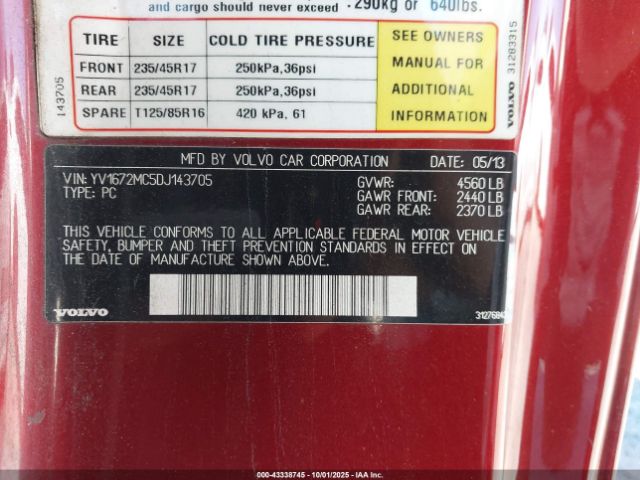 and cargo should never exceed - 290kg or 640lbs.
TIRE SIZE COLD TIRE PRESSURE SEE OWNERS MANUAL FOR ADDITIONAL INFORMATION
FRONT 235/45R17 250kPa,36psi
REAR 235/45R17 250kPa,36psi
SPARE T125/85R16 420 kPa, 61
143705
VOLVO 31283315
MFD BY VOLVO CAR CORPORATION DATE: 05/13
VIN: YV1672MC5DJ143705 GVWR: 4560 LB
TYPE: PC GAWR FRONT: 2440 LB
GAWR REAR: 2370 LB
THIS VEHICLE CONFORMS TO ALL APPLICABLE FEDERAL MOTOR VEHICLE
SAFETY, BUMPER AND THEFT PREVENTION STANDARDS IN EFFECT ON
THE DATE OF MANUFACTURE SHOWN ABOVE.
VOLVO
© 000-43338745 - 10/01/2025 - IAA Inc.